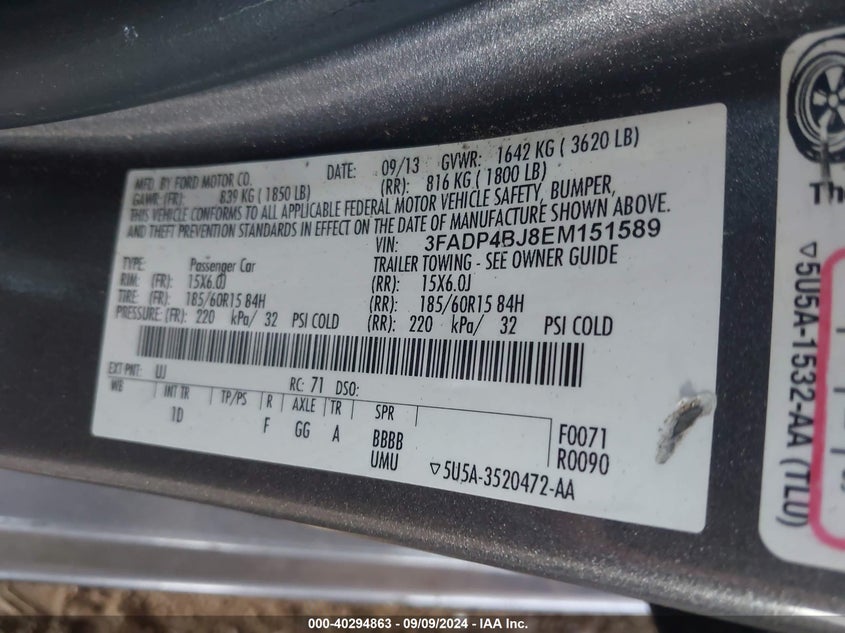 MFD. BY FORD MOTOR CO. DATE: 09/13 GVWR: 1642 KG ( 3620 LB)
GAWR: (FR): 839 KG ( 1850 LB) (RR): 816 KG ( 1800 LB)
THIS VEHICLE CONFORMS TO ALL APPLICABLE FEDERAL MOTOR VEHICLE SAFETY, BUMPER,
AND THEFT PREVENTION STANDARDS IN EFFECT ON THE DATE OF MANUFACTURE SHOWN ABOVE.
VIN: 3FADP4BJ8EM151589
TYPE: Passenger Car TRAILER TOWING - SEE OWNER GUIDE
RIM: (FR): 15X6.0J (RR): 15X6.0J
TIRE: (FR): 185/60R15 84H (RR): 185/60R15 84H
PRESSURE: (FR): 220 kPa/ 32 PSI COLD (RR): 220 kPa/ 32 PSI COLD
EXT PNT: UJ RC: 71 DSO:
WB INT TR TP/PS R AXLE TR SPR
1D F GG A BBBB F0071
UMU R0090
▽5U5A-3520472-AA
▽5U5A-1532-AA (TLU)
000-40294863 - 09/09/2024 - IAA Inc.